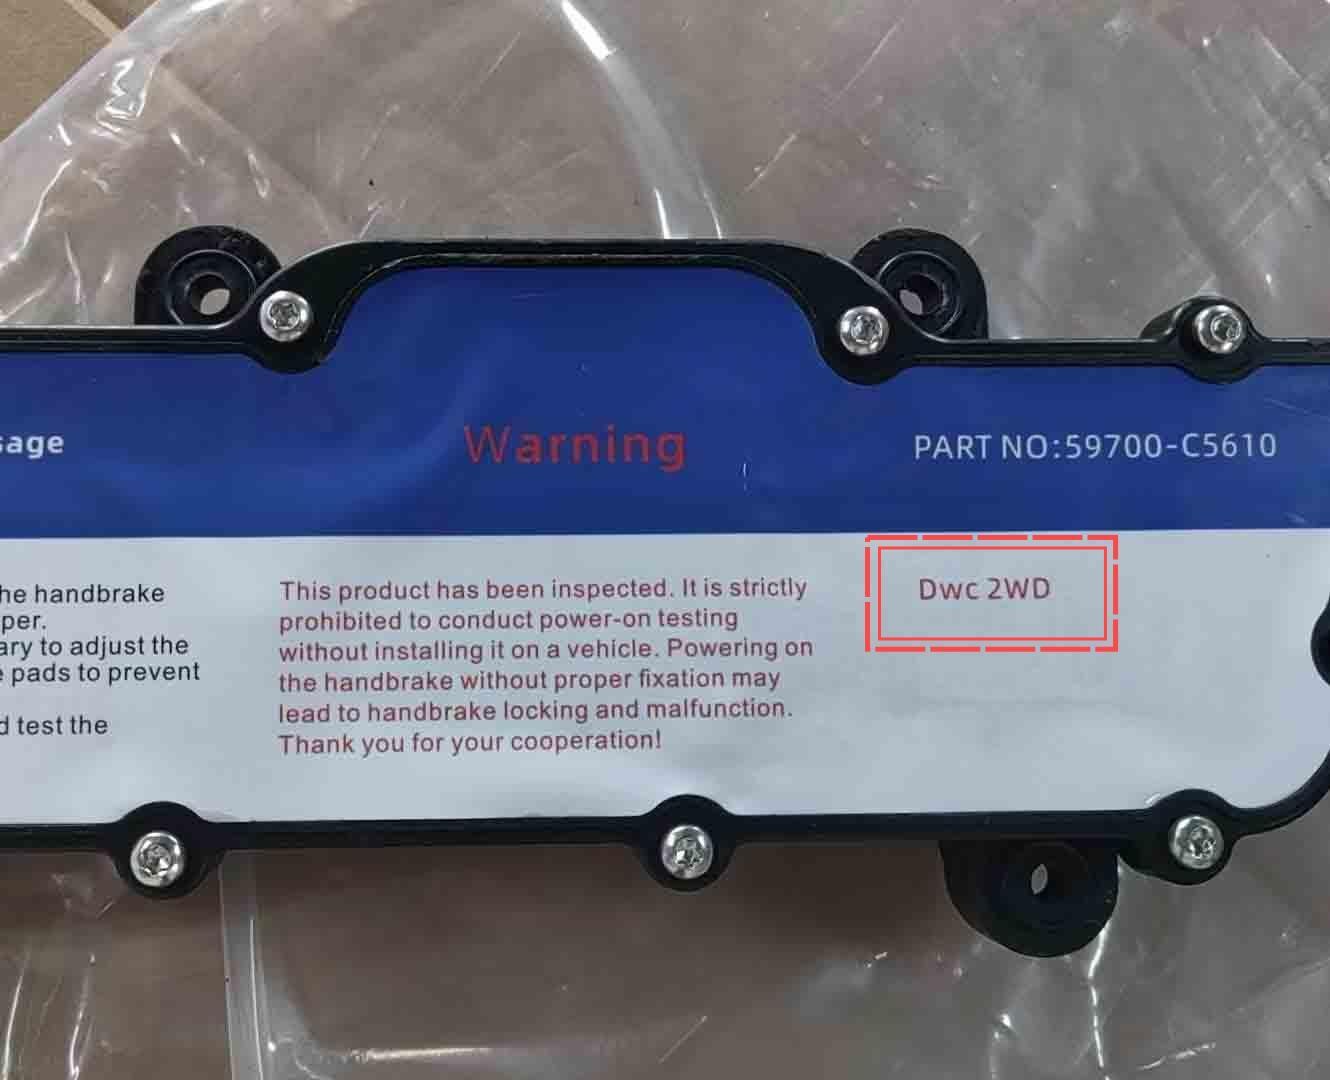 sage
Warning
PART NO:59700-C5610
he handbrake
per.
ary to adjust the
e pads to prevent
d test the
This product has been inspected. It is strictly
prohibited to conduct power-on testing
without installing it on a vehicle. Powering on
the handbrake without proper fixation may
lead to handbrake locking and malfunction.
Thank you for your cooperation!
Dwc 2WD